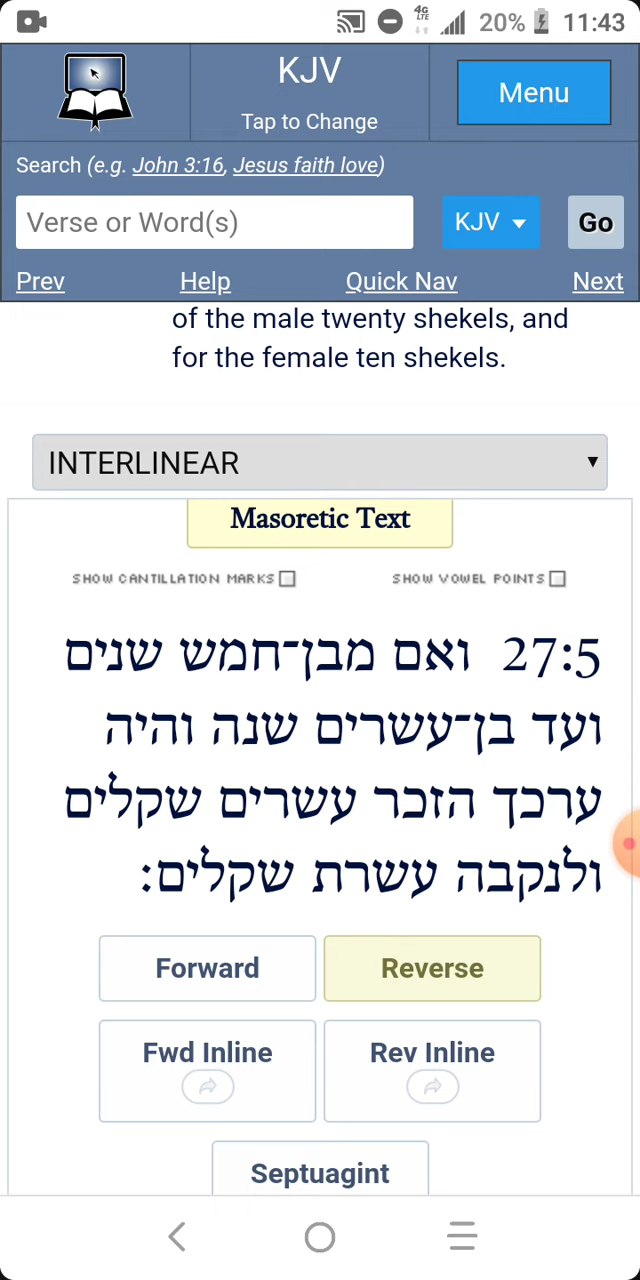 4G
LTE
20%
11:43
KJV
Tap to Change
Menu
Search (e.g. John 3:16, Jesus faith love)
Verse or Word(s)
KJV
Go
Prev
Help
Quick Nav
Next
of the male twenty shekels, and
for the female ten shekels.
INTERLINEAR
Masoretic Text
SHOW CANTILLATION MARKS
SHOW VOWEL POINTS
27:5 ואם מבן־חמש שנים
ועד בן־עשרים שנה והיה
ערכך הזכר עשרים שקלים
ולנקבה עשרת שקלים׃
Forward
Reverse
Fwd Inline
Rev Inline
Septuagint